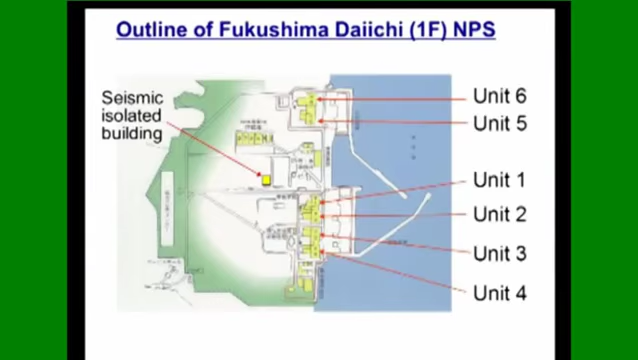 Outline of Fukushima Daiichi (1F) NPS
Seismic
isolated
building
Unit 6
Unit 5
Unit 1
Unit 2
Unit 3
Unit 4